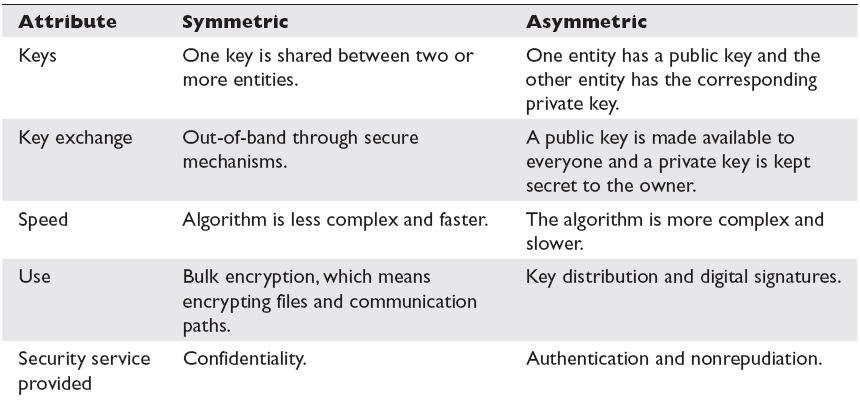 Attribute Symmetric Asymmetric
Keys One key is shared between two or One entity has a public key and the
more entities. other entity has the corresponding
private key.
Key exchange Out-of-band through secure A public key is made available to
mechanisms. everyone and a private key is kept
secret to the owner.
Speed Algorithm is less complex and faster. The algorithm is more complex and
slower.
Use Bulk encryption, which means Key distribution and digital signatures.
encrypting files and communication
paths.
Security service Confidentiality. Authentication and nonrepudiation.
provided